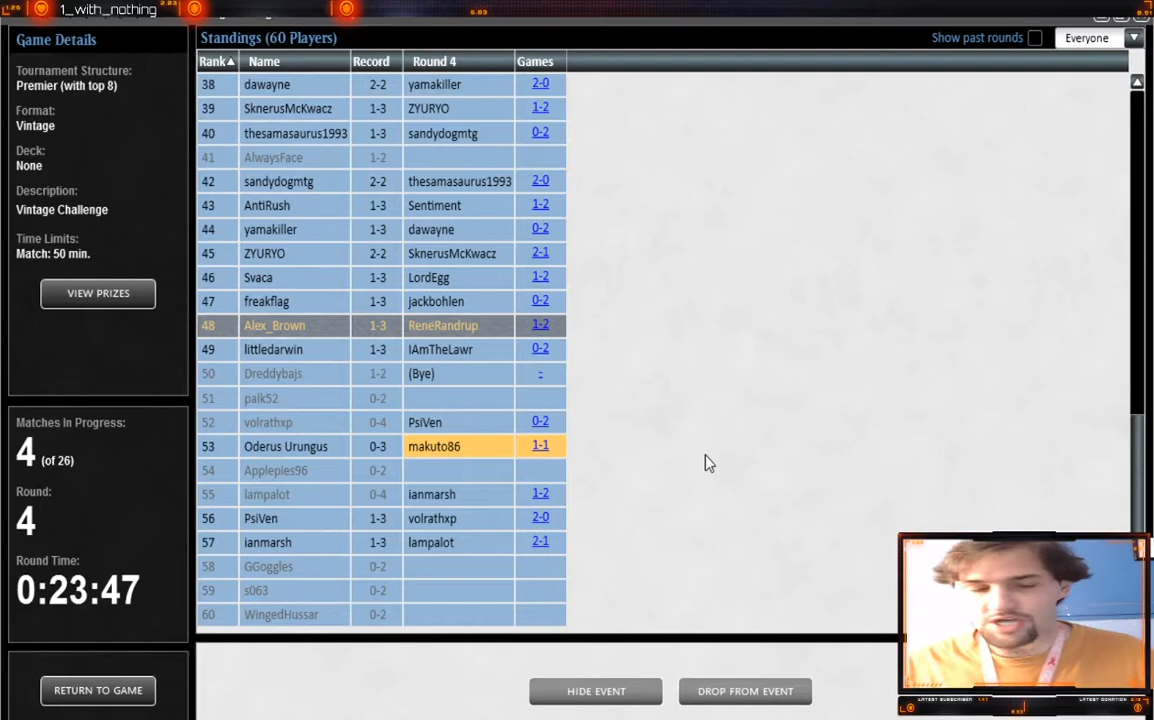 1_with_nothing
Game Details
Tournament Structure:
Premier (with top 8)
Format:
Vintage
Deck:
None
Description:
Vintage Challenge
Time Limits:
Match: 50 min.
VIEW PRIZES
Matches In Progress:
4 (of 26)
Round:
4
Round Time:
0:23:47
RETURN TO GAME
Standings (60 Players)
Show past rounds
Everyone
Rank Name Record Round 4 Games
38 dawayne 2-2 yamakiller 2-0
39 SknerusMcKwacz 1-3 ZYURYO 1-2
40 thesamasaurus1993 1-3 sandydogmtg 0-2
41 AlwaysFace 1-2
42 sandydogmtg 2-2 thesamasaurus1993 2-0
43 AntiRush 1-3 Sentiment 1-2
44 yamakiller 1-3 dawayne 0-2
45 ZYURYO 2-2 SknerusMcKwacz 2-1
46 Svaca 1-3 LordEgg 1-2
47 freakflag 1-3 jackbohlen 0-2
48 Alex_Brown 1-3 ReneRandrup 1-2
49 littledarwin 1-3 IAmTheLawr 0-2
50 Dreddybajs 1-2 (Bye) -
51 palk52 0-2
52 volrathxp 0-4 PsiVen 0-2
53 Oderus Urungus 0-3 makuto86 1-1
54 Applepies96 0-2
55 lampalot 0-4 ianmarsh 1-2
56 PsiVen 1-3 volrathxp 2-0
57 ianmarsh 1-3 lampalot 2-1
58 GGoggles 0-2
59 s063 0-2
60 WingedHussar 0-2
HIDE EVENT
DROP FROM EVENT
LATEST SUBSCRIBER
LATEST DONATION